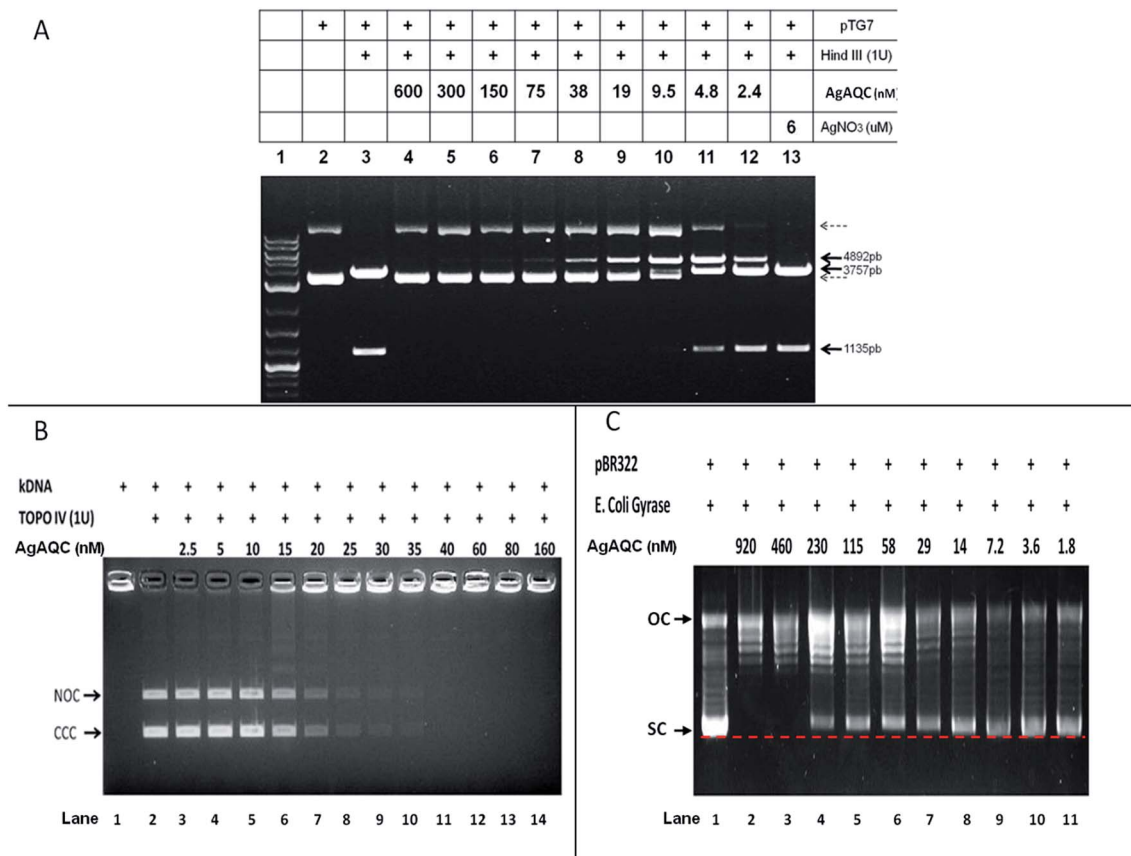 A
+ + + + + + + + + + + + pTG7
+ + + + + + + + + + + Hind III (1U)
600 300 150 75 38 19 9.5 4.8 2.4 AgAQC (nM)
6 AgNO3 (uM)
1 2 3 4 5 6 7 8 9 10 11 12 13
4892pb
3757pb
1135pb
B
kDNA + + + + + + + + + + + + + +
TOPO IV (1U) + + + + + + + + + + + + +
AgAQC (nM) 2.5 5 10 15 20 25 30 35 40 60 80 160
NOC
CCC
Lane 1 2 3 4 5 6 7 8 9 10 11 12 13 14
C
pBR322 + + + + + + + + + + +
E. Coli Gyrase + + + + + + + + + + +
AgAQC (nM) 920 460 230 115 58 29 14 7.2 3.6 1.8
OC
SC
Lane 1 2 3 4 5 6 7 8 9 10 11